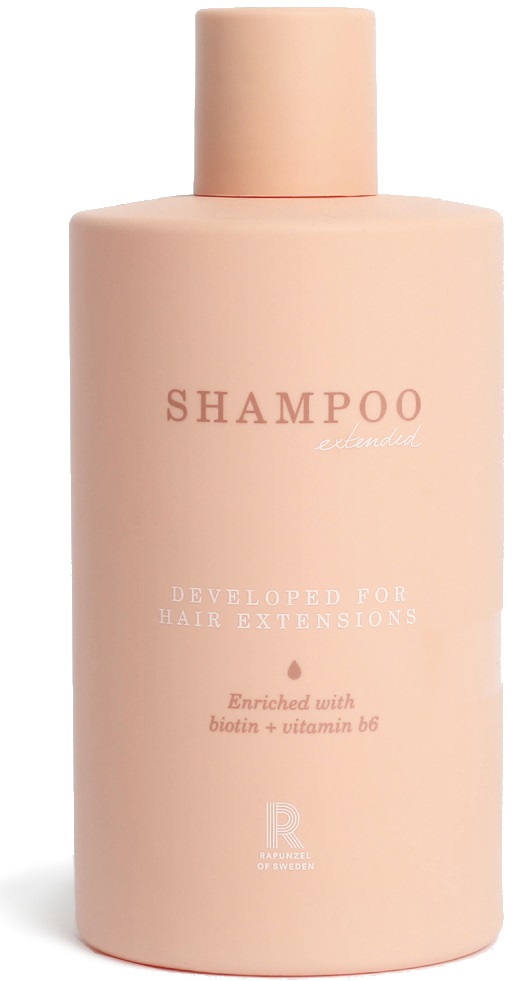 SHAMPOO
extended
DEVELOPED FOR
HAIR EXTENSIONS
Enriched with
biotin + vitamin b6
R
RAPUNZEL
OF SWEDEN